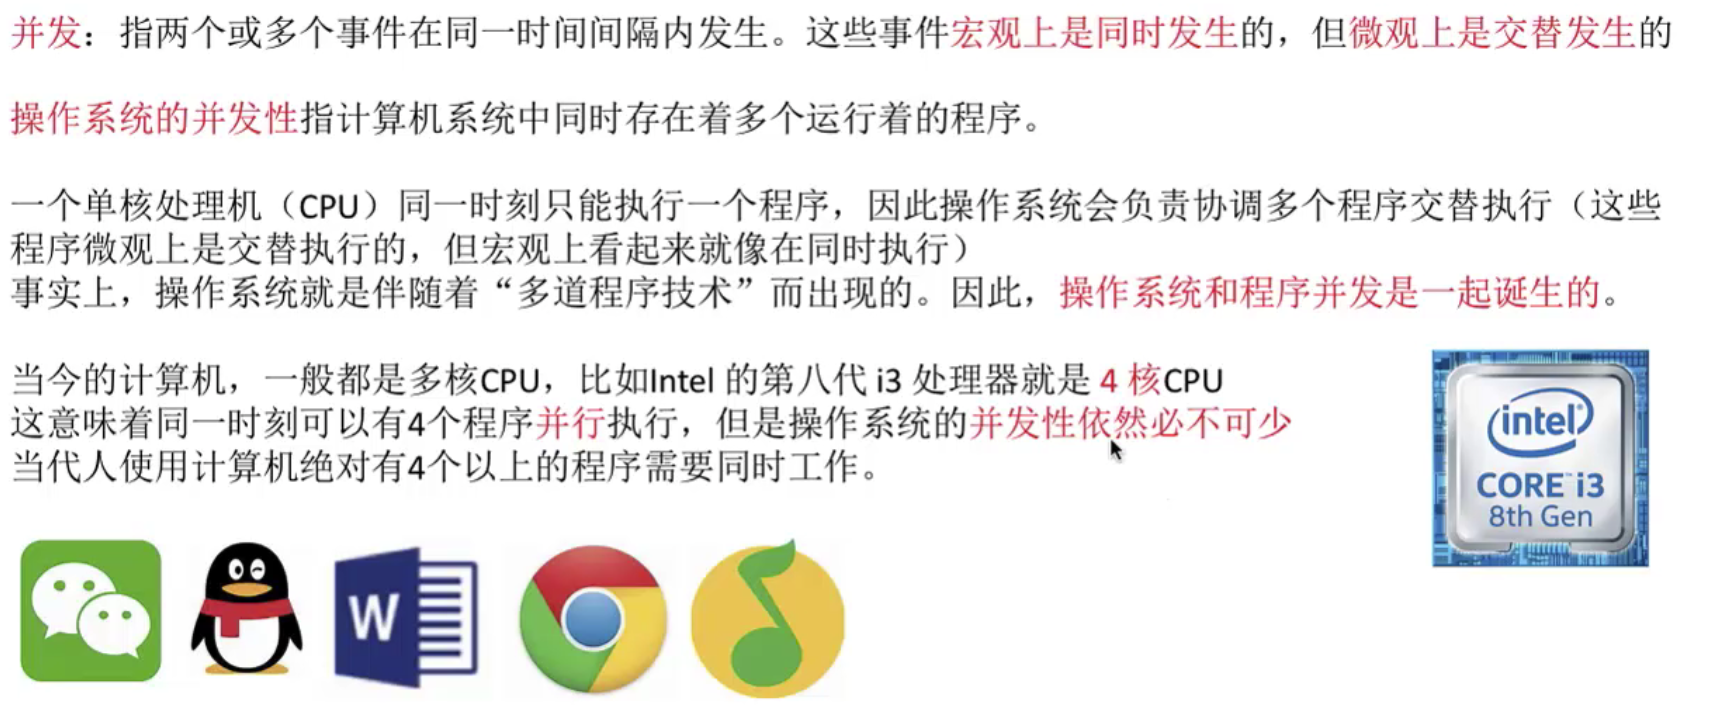 并发：指两个或多个事件在同一时间间隔内发生。这些事件宏观上是同时发生的，但微观上是交替发生的
操作系统的并发性指计算机系统中同时存在着多个运行着的程序。
一个单核处理机（CPU）同一时刻只能执行一个程序，因此操作系统会负责协调多个程序交替执行（这些
程序微观上是交替执行的，但宏观上看起来就像在同时执行）
事实上，操作系统就是伴随着“多道程序技术”而出现的。因此，操作系统和程序并发是一起诞生的。
当今的计算机，一般都是多核CPU，比如Intel 的第八代 i3 处理器就是 4 核CPU
这意味着同一时刻可以有4个程序并行执行，但是操作系统的并发性依然必不可少
当代人使用计算机绝对有4个以上的程序需要同时工作。
intel®
CORE™ i3
8th Gen
W